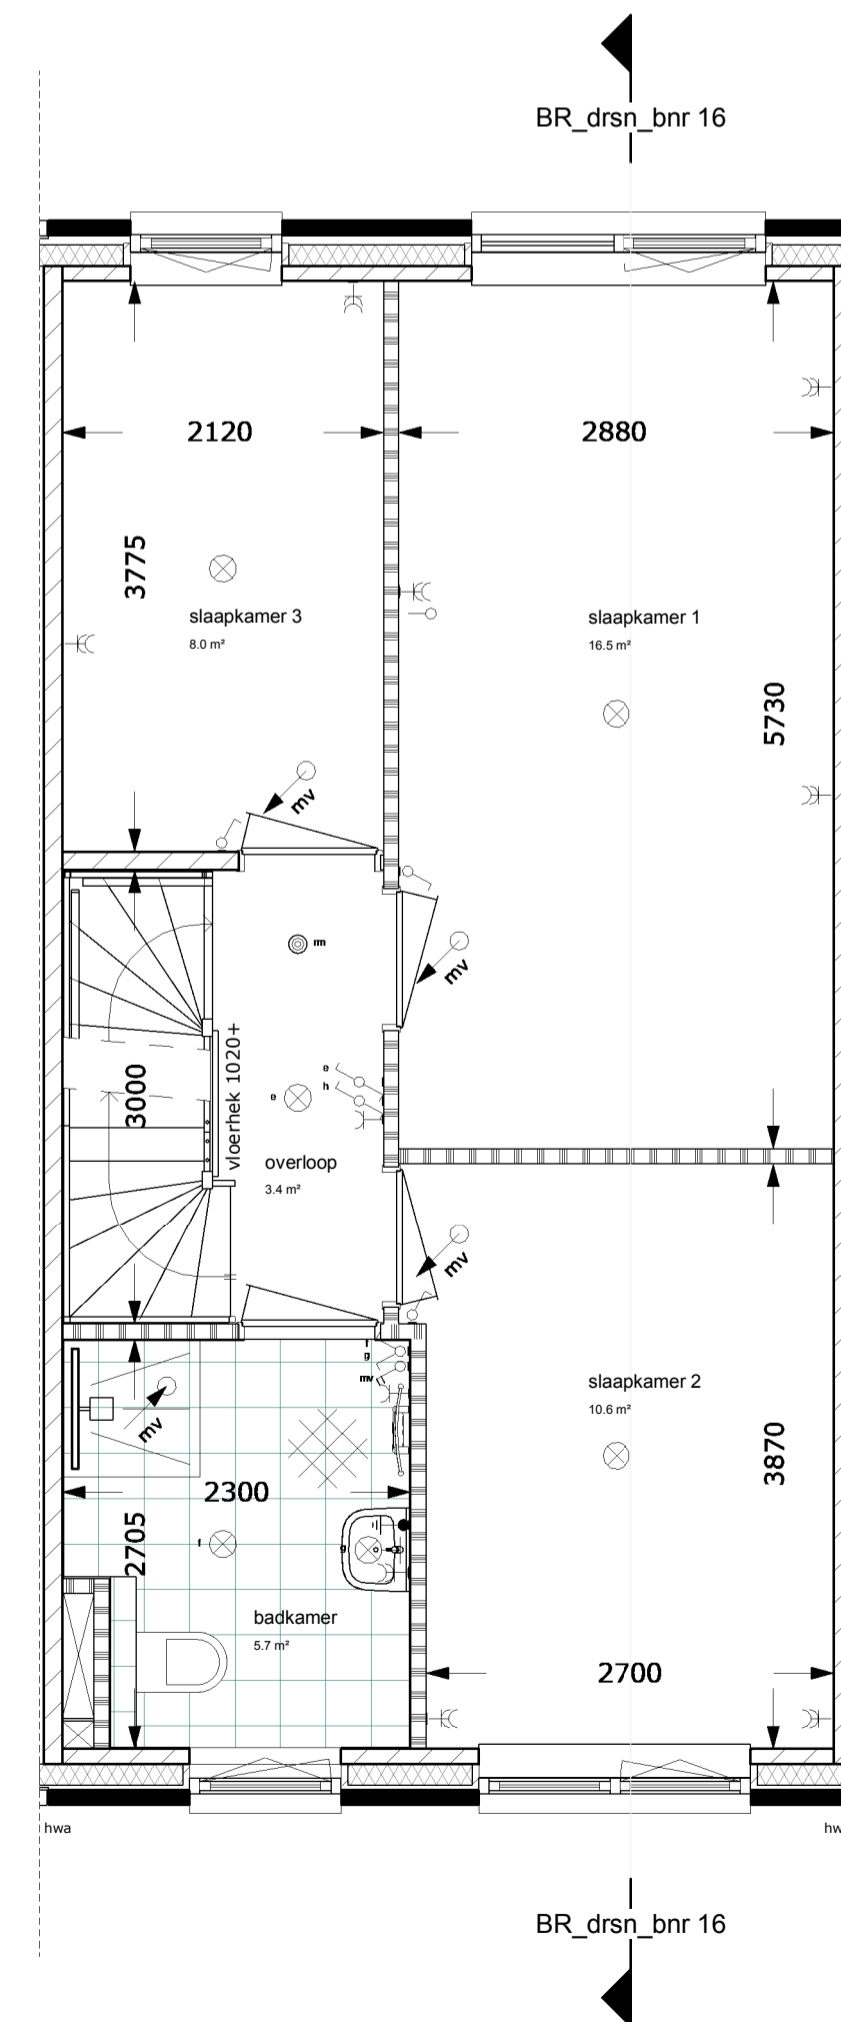 BR_drsn_bnr 16
2120
2880
3775
slaapkamer 3
8.0 m²
slaapkamer 1
16.5 m²
5730
mv
rm
mv
vloerhek 1020+
3000
e
h
e
overloop
3.4 m²
mv
f
g
mv
mv
slaapkamer 2
10.6 m²
3870
2300
2705
f
g
badkamer
5.7 m²
2700
hwa
hw
BR_drsn_bnr 16